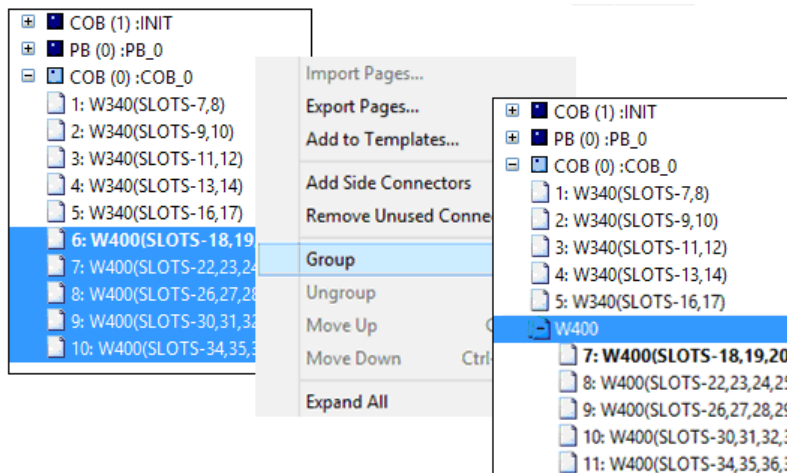 COB (1) :INIT
PB (0) :PB_0
COB (0) :COB_0
1: W340(SLOTS-7,8)
2: W340(SLOTS-9,10)
3: W340(SLOTS-11,12)
4: W340(SLOTS-13,14)
5: W340(SLOTS-16,17)
6: W400(SLOTS-18,19,
7: W400(SLOTS-22,23,24
8: W400(SLOTS-26,27,28
9: W400(SLOTS-30,31,32
10: W400(SLOTS-34,35,3
Import Pages...
Export Pages...
Add to Templates...
Add Side Connectors
Remove Unused Conne
Group
Ungroup
Move Up C
Move Down Ctrl-
Expand All
COB (1) :INIT
PB (0) :PB_0
COB (0) :COB_0
1: W340(SLOTS-7,8)
2: W340(SLOTS-9,10)
3: W340(SLOTS-11,12)
4: W340(SLOTS-13,14)
5: W340(SLOTS-16,17)
W400
7: W400(SLOTS-18,19,20
8: W400(SLOTS-22,23,24,25
9: W400(SLOTS-26,27,28,29
10: W400(SLOTS-30,31,32,3
11: W400(SLOTS-34,35,36,3